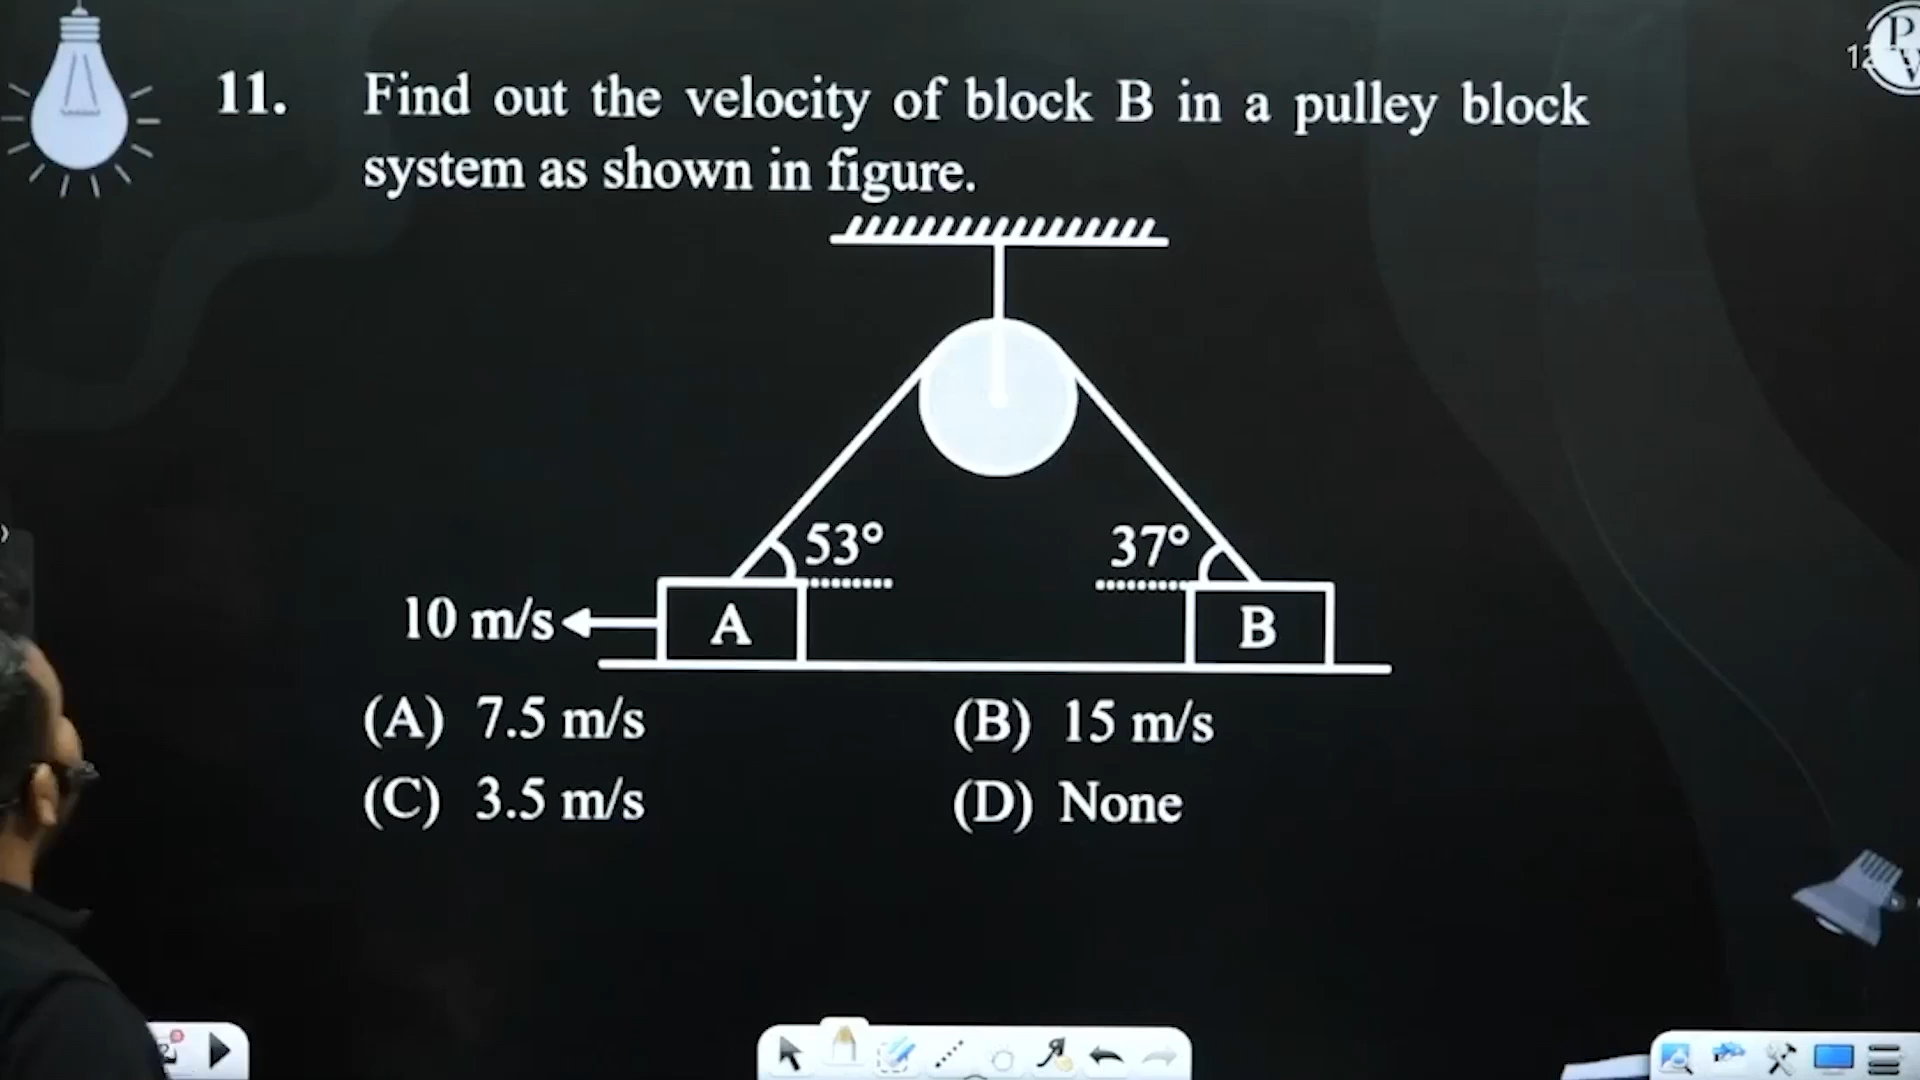 11. Find out the velocity of block B in a pulley block
system as shown in figure.
53°
37°
10 m/s
A
B
(A) 7.5 m/s
(B) 15 m/s
(C) 3.5 m/s
(D) None
P
W